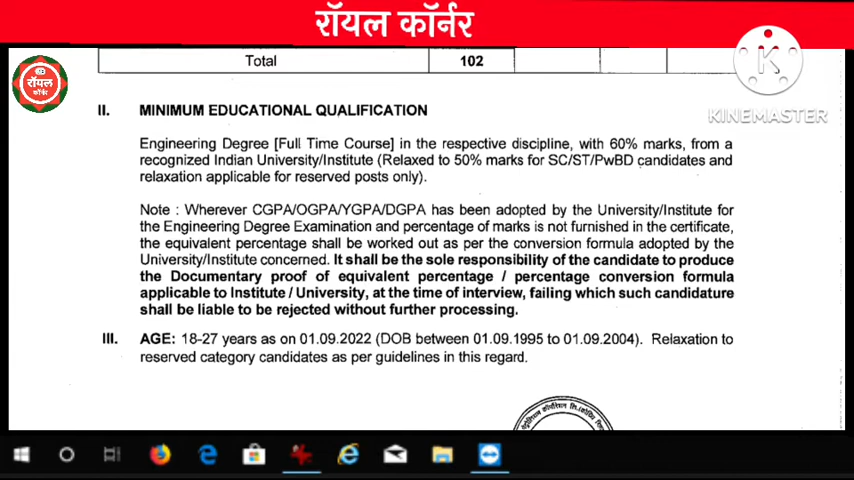 रॉयल कॉर्नर
रॉयल
कॉर्नर
K
KINEMASTER
Total 102
II. MINIMUM EDUCATIONAL QUALIFICATION
Engineering Degree [Full Time Course] in the respective discipline, with 60% marks, from a
recognized Indian University/Institute (Relaxed to 50% marks for SC/ST/PwBD candidates and
relaxation applicable for reserved posts only).
Note : Wherever CGPA/OGPA/YGPA/DGPA has been adopted by the University/Institute for
the Engineering Degree Examination and percentage of marks is not furnished in the certificate,
the equivalent percentage shall be worked out as per the conversion formula adopted by the
University/Institute concerned. It shall be the sole responsibility of the candidate to produce
the Documentary proof of equivalent percentage / percentage conversion formula
applicable to Institute / University, at the time of interview, failing which such candidature
shall be liable to be rejected without further processing.
III. AGE: 18-27 years as on 01.09.2022 (DOB between 01.09.1995 to 01.09.2004). Relaxation to
reserved category candidates as per guidelines in this regard.